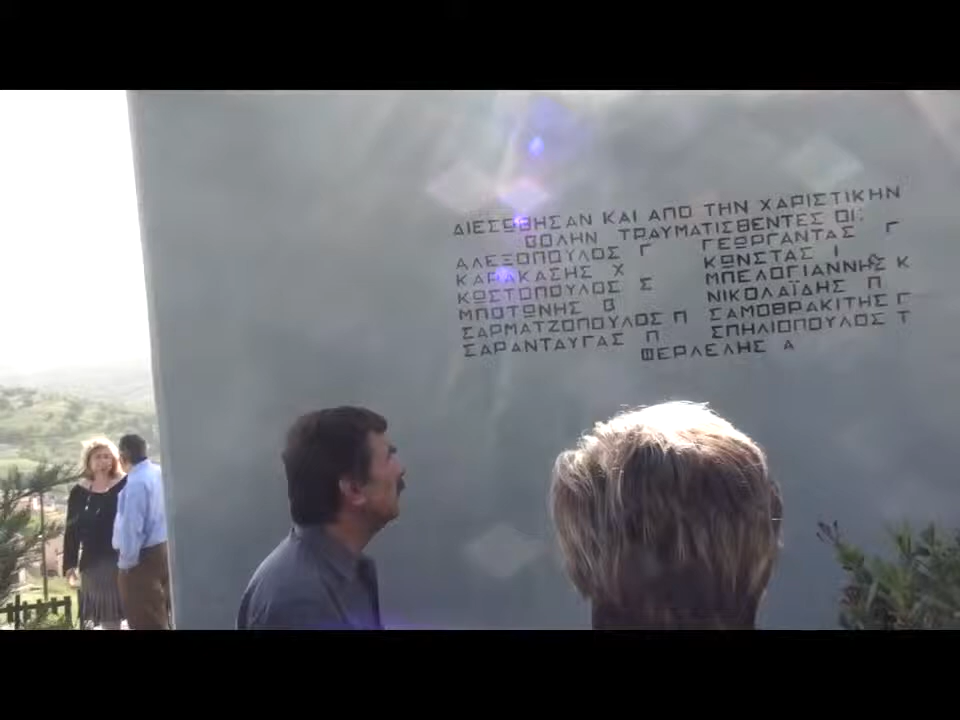 ΔΙΕΣΩΘΗΣΑΝ ΚΑΙ ΑΠΟ ΤΗΝ ΧΑΡΙΣΤΙΚΗΝ
ΒΟΛΗΝ ΤΡΑΥΜΑΤΙΣΘΕΝΤΕΣ ΟΙ:
ΑΛΕΞΟΠΟΥΛΟΣ Γ ΓΕΩΡΓΑΝΤΑΣ Γ
ΚΑΡΑΚΑΣΗΣ Χ ΚΩΝΣΤΑΣ Ι
ΚΩΣΤΟΠΟΥΛΟΣ Σ ΜΠΕΛΟΓΙΑΝΝΗΣ Κ
ΜΠΟΤΩΝΗΣ Β ΝΙΚΟΛΑΪΔΗΣ Π
ΣΑΡΜΑΤΖΟΠΟΥΛΟΣ Π ΣΑΜΟΘΡΑΚΙΤΗΣ Γ
ΣΑΡΑΝΤΑΥΓΑΣ Π ΣΠΗΛΙΟΠΟΥΛΟΣ Τ
ΦΕΡΛΕΛΗΣ Α